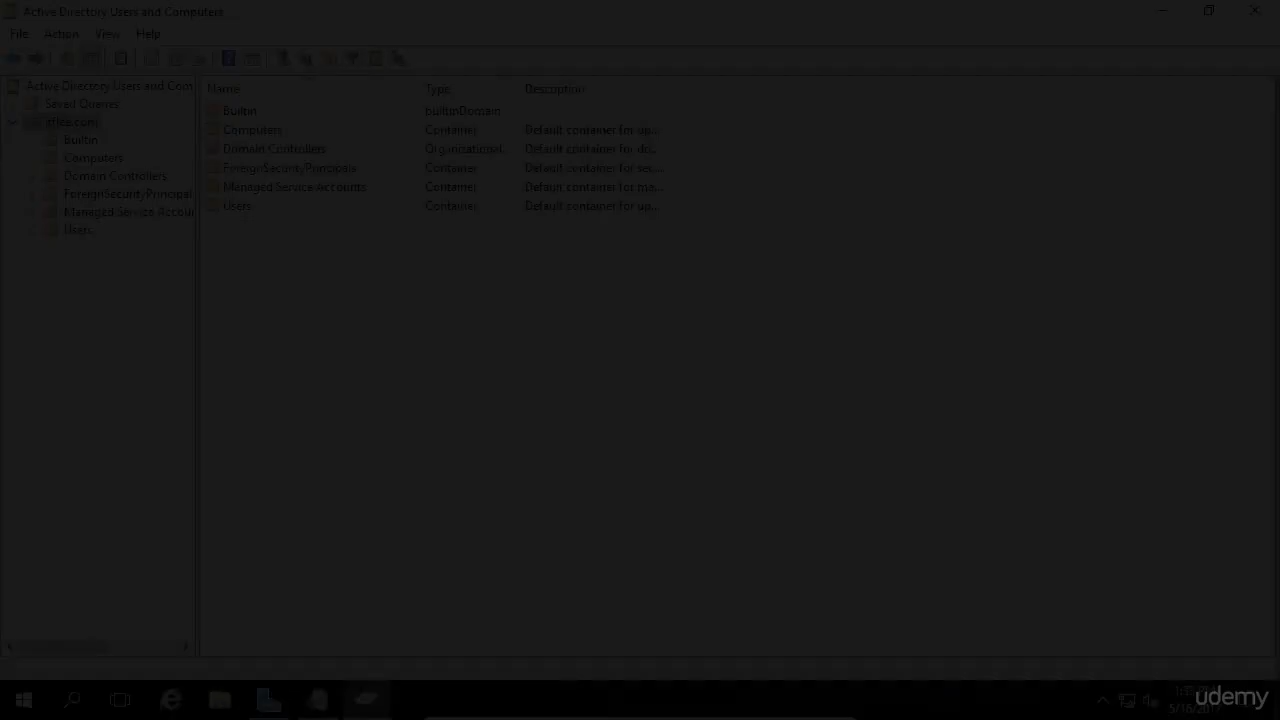 Active Directory Users and Computers
File Action View Help
Active Directory Users and Com
Name Type Description
Saved Queries
Builtin builtinDomain
office.com
Computers Container Default container for up...
Builtin
Domain Controllers Organizational... Default container for do...
Computers
ForeignSecurityPrincipals Container Default container for sec...
Domain Controllers
Managed Service Accounts Container Default container for ma...
ForeignSecurityPrincipal
Users Container Default container for up...
Managed Service Accoun
Users
udemy